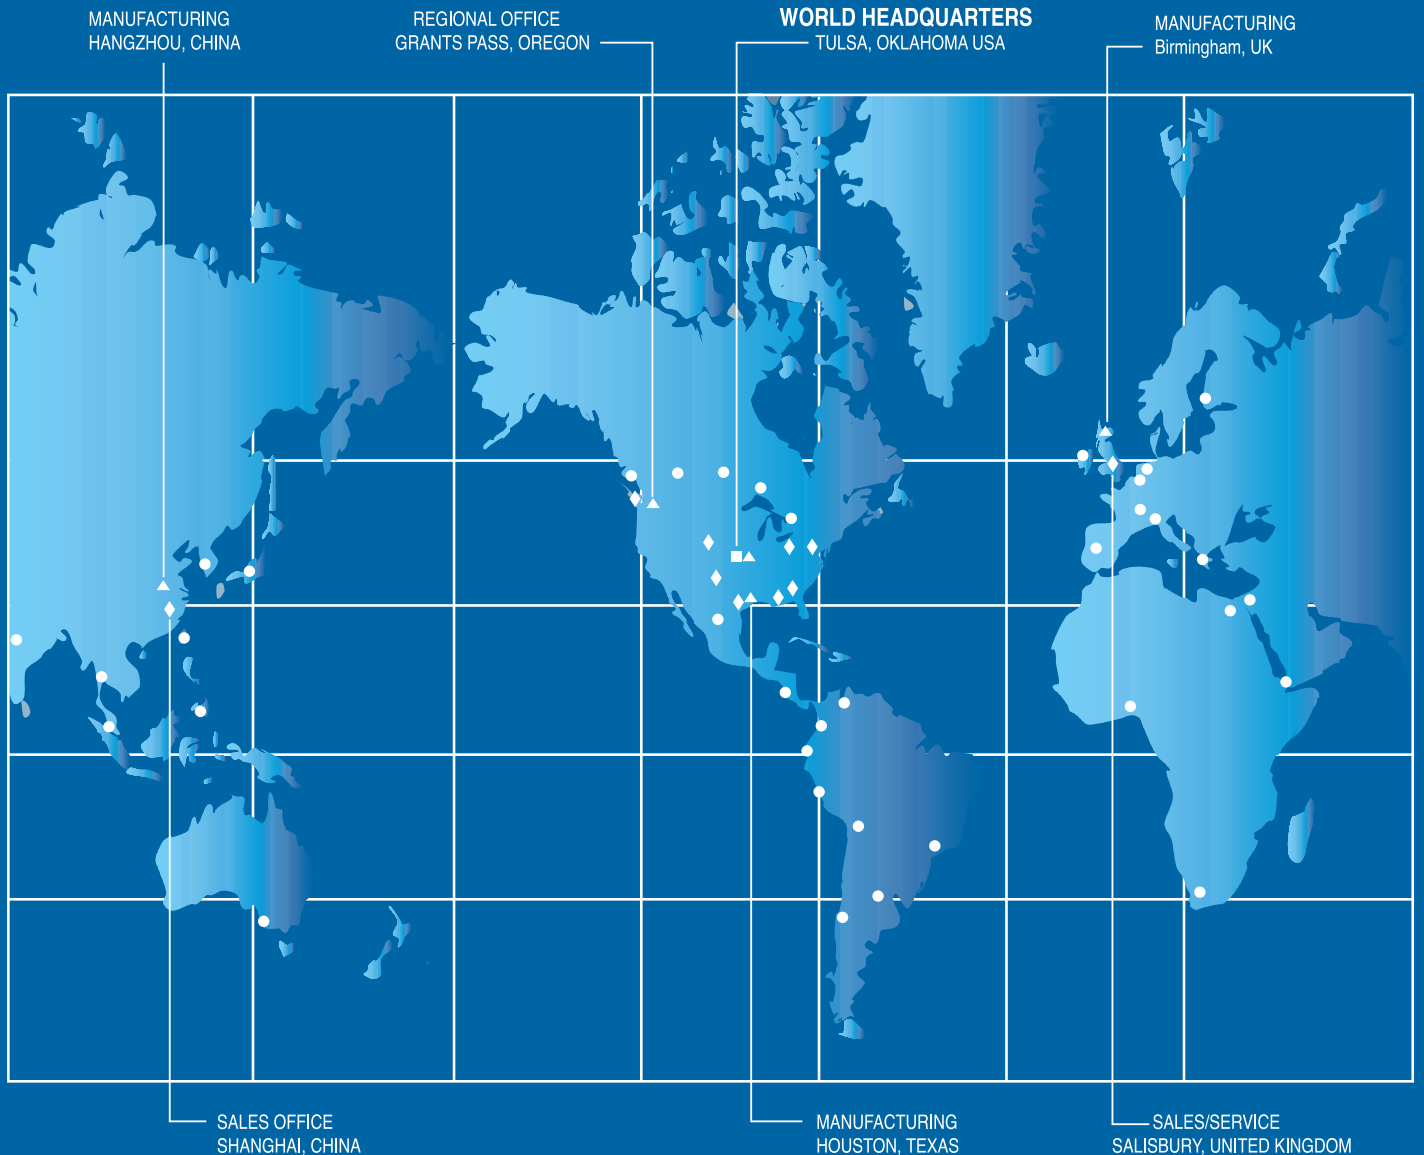 MANUFACTURING
HANGZHOU, CHINA
REGIONAL OFFICE
GRANTS PASS, OREGON
WORLD HEADQUARTERS
TULSA, OKLAHOMA USA
MANUFACTURING
Birmingham, UK
SALES OFFICE
SHANGHAI, CHINA
MANUFACTURING
HOUSTON, TEXAS
SALES/SERVICE
SALISBURY, UNITED KINGDOM